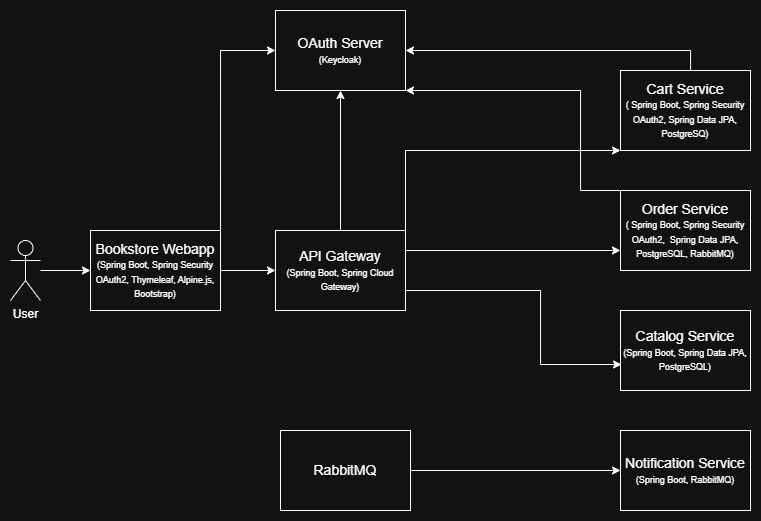 OAuth Server
(Keycloak)
Cart Service
( Spring Boot, Spring Security
OAuth2, Spring Data JPA,
PostgreSQ)
Order Service
( Spring Boot, Spring Security
OAuth2, Spring Data JPA,
PostgreSQL, RabbitMQ)
Bookstore Webapp
(Spring Boot, Spring Security
OAuth2, Thymeleaf, Alpine.js,
Bootstrap)
API Gateway
(Spring Boot, Spring Cloud
Gateway)
User
Catalog Service
(Spring Boot, Spring Data JPA,
PostgreSQL)
RabbitMQ
Notification Service
(Spring Boot, RabbitMQ)